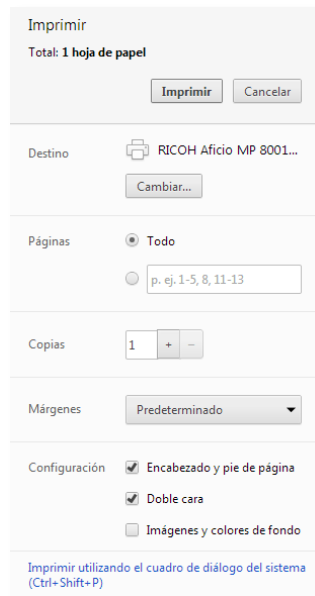 Imprimir
Total: 1 hoja de papel
Imprimir Cancelar
Destino RICOH Aficio MP 8001...
Cambiar...
Páginas Todo
p. ej. 1-5, 8, 11-13
Copias 1 + −
Márgenes Predeterminado
Configuración Encabezado y pie de página
Doble cara
Imágenes y colores de fondo
Imprimir utilizando el cuadro de diálogo del sistema
(Ctrl+Shift+P)